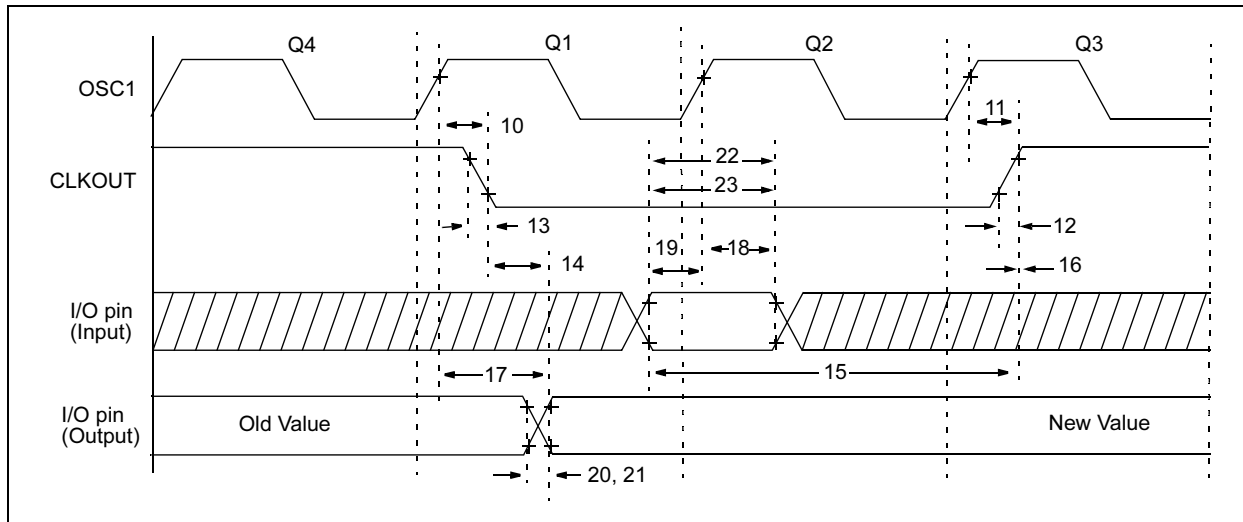 Q4
Q1
Q2
Q3
OSC1
10
11
22
CLKOUT
23
13
12
19
18
14
16
I/O pin
(Input)
17
15
I/O pin
(Output)
Old Value
New Value
20, 21